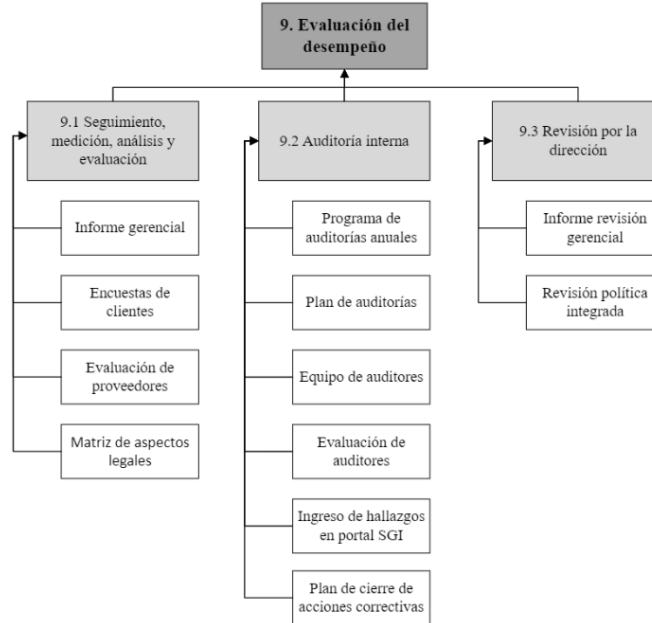 9. Evaluación del
desempeño
9.1 Seguimiento,
medición, análisis y
evaluación
Informe gerencial
Encuestas de
clientes
Evaluación de
proveedores
Matriz de aspectos
legales
9.2 Auditoría interna
Programa de
auditorías anuales
Plan de auditorías
Equipo de auditores
Evaluación de
auditores
Ingreso de hallazgos
en portal SGI
Plan de cierre de
acciones correctivas
9.3 Revisión por la
dirección
Informe revisión
gerencial
Revisión política
integrada